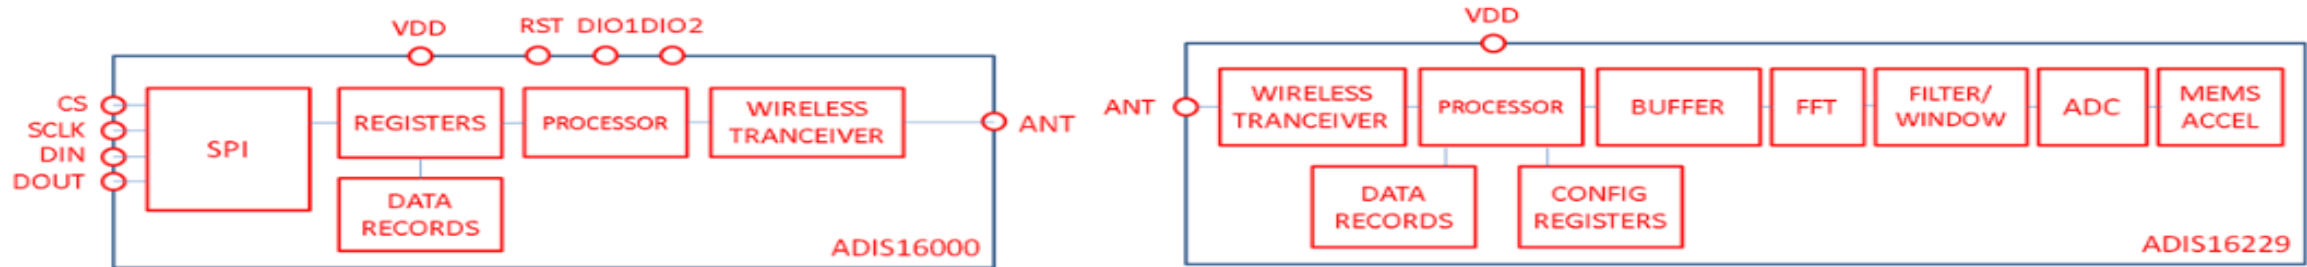 VDD
RST DIO1DIO2
CS
SCLK
DIN
DOUT
SPI
REGISTERS
PROCESSOR
WIRELESS
TRANCEIVER
ANT
DATA
RECORDS
ADIS16000
VDD
ANT
WIRELESS
TRANCEIVER
PROCESSOR
BUFFER
FFT
FILTER/
WINDOW
ADC
MEMS
ACCEL
DATA
RECORDS
CONFIG
REGISTERS
ADIS16229